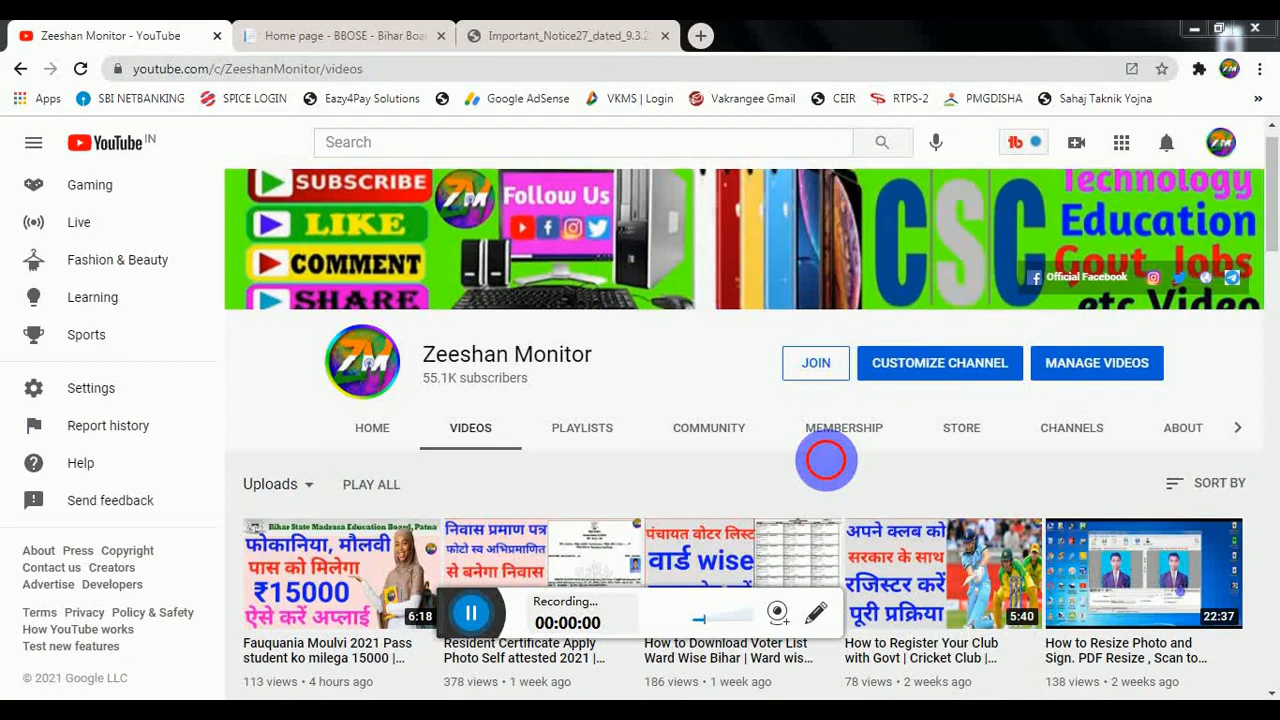 Zeeshan Monitor - YouTube
Home page - BBOSE - Bihar Boar
Important_Notice27_dated_9.3.2
youtube.com/c/ZeeshanMonitor/videos
Apps
SBI NETBANKING
SPICE LOGIN
Eazy4Pay Solutions
Google AdSense
VKMS | Login
Vakrangee Gmail
CEIR
RTPS-2
PMGDISHA
Sahaj Taknik Yojna
YouTube IN
Search
Gaming
Live
Fashion & Beauty
Learning
Sports
Settings
Report history
Help
Send feedback
About Press Copyright
Contact us Creators
Advertise Developers
Terms Privacy Policy & Safety
How YouTube works
Test new features
© 2021 Google LLC
SUBSCRIBE
LIKE
COMMENT
SHARE
ZM
Follow Us
CSC
Technology
Education
Govt Jobs
etc Video
Official Facebook
ZM
Zeeshan Monitor
55.1K subscribers
JOIN
CUSTOMIZE CHANNEL
MANAGE VIDEOS
HOME
VIDEOS
PLAYLISTS
COMMUNITY
MEMBERSHIP
STORE
CHANNELS
ABOUT
Uploads
PLAY ALL
SORT BY
Bihar State Madrasa Education Board, Patna
फोकानिया, मौलवी
पास को मिलेगा
₹15000
ऐसे करें अप्लाई
6:18
Fauquania Moulvi 2021 Pass
student ko milega 15000 |...
113 views • 4 hours ago
निवास प्रमाण पत्र
फोटो स्व अभिप्रमाणित
से बनेगा निवास
Resident Certificate Apply
Photo Self attested 2021 |...
378 views • 1 week ago
पंचायत वोटर लिस्ट
वार्ड wise
How to Download Voter List
Ward Wise Bihar | Ward wis...
186 views • 1 week ago
अपने क्लब को
सरकार के साथ
रजिस्टर करें
पूरी प्रक्रिया
5:40
How to Register Your Club
with Govt | Cricket Club |...
78 views • 2 weeks ago
22:37
How to Resize Photo and
Sign. PDF Resize , Scan to...
138 views • 2 weeks ago
Recording...
00:00:00